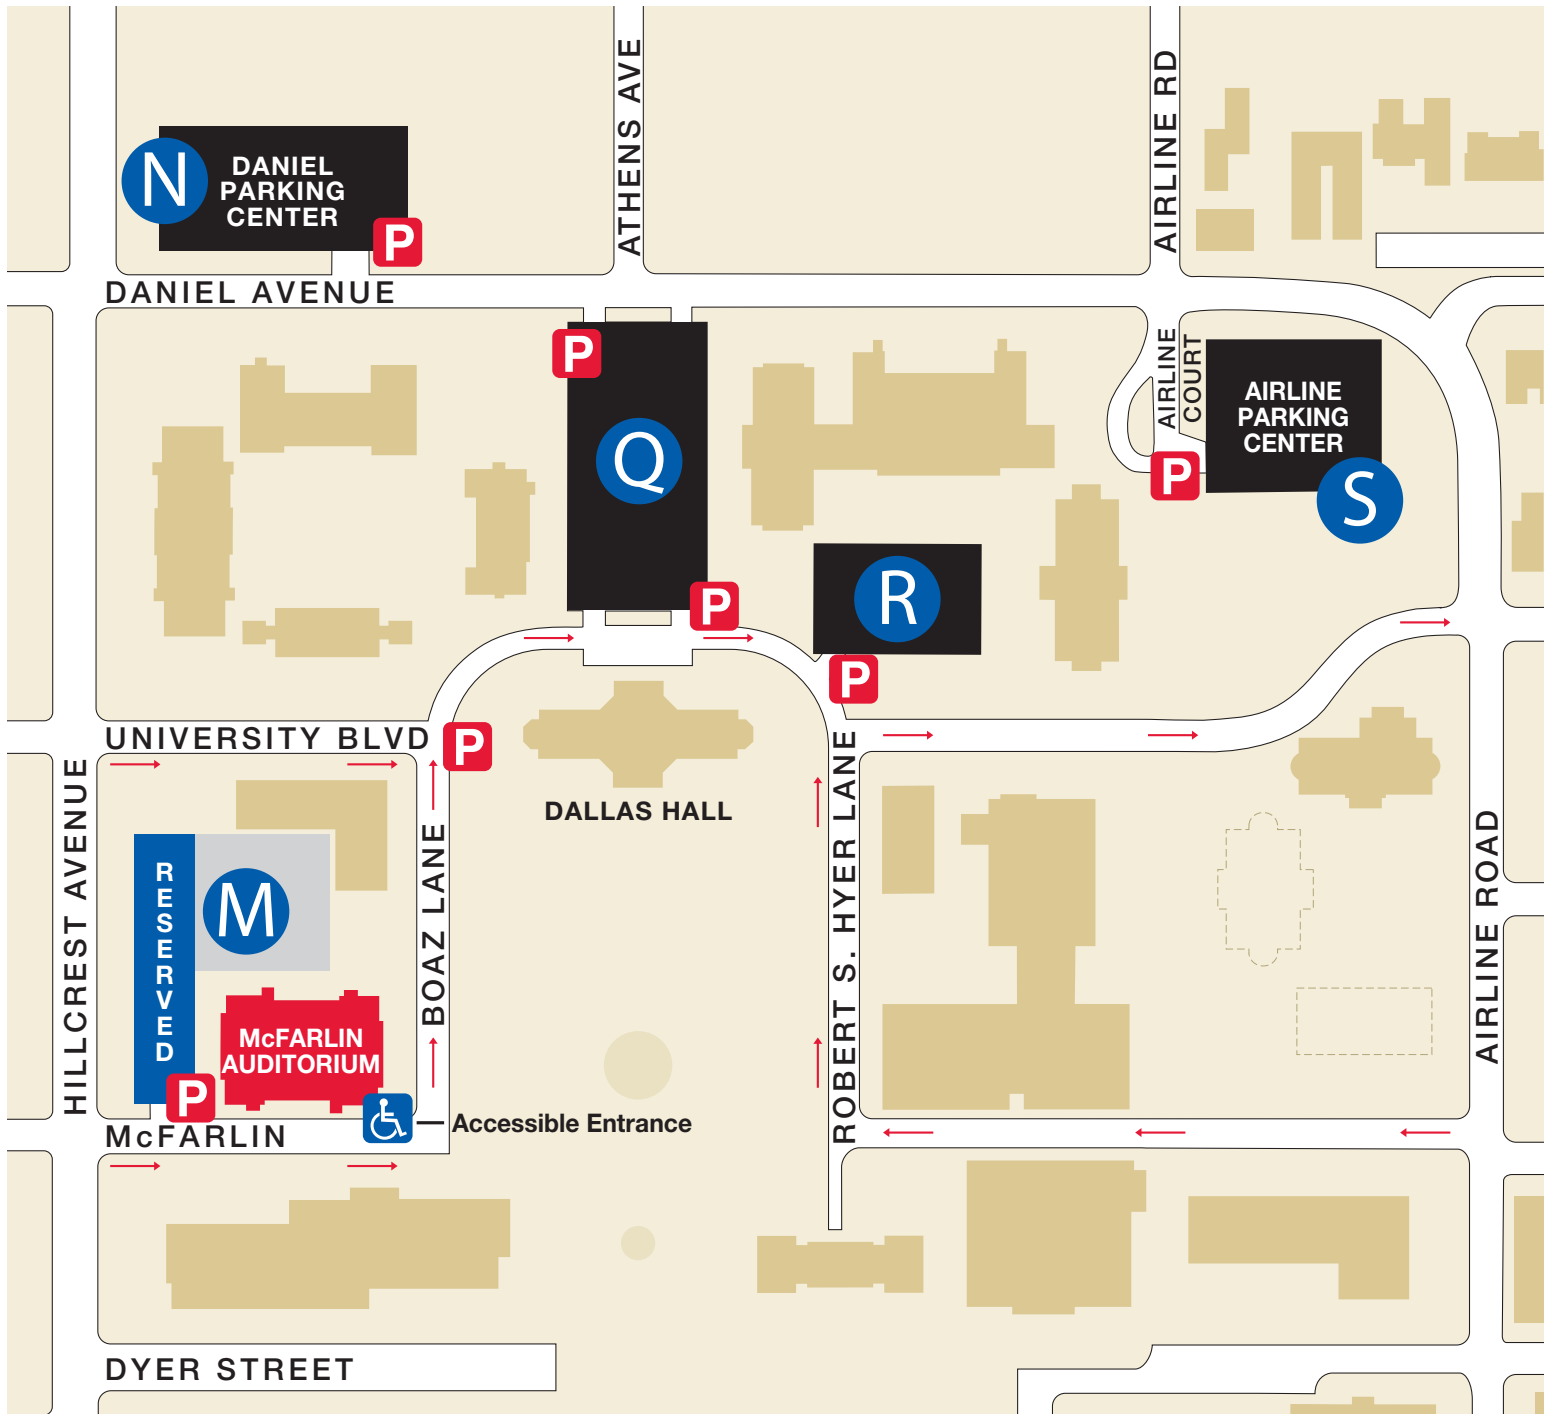 ATHENS AVE
AIRLINE RD
N
DANIEL
PARKING
CENTER
P
DANIEL AVENUE
P
Q
AIRLINE
COURT
AIRLINE
PARKING
CENTER
P
S
R
P
P
UNIVERSITY BLVD
P
DALLAS HALL
HILLCREST AVENUE
RESERVED
M
BOAZ LANE
ROBERT S. HYER LANE
AIRLINE ROAD
McFARLIN
AUDITORIUM
P
Accessible Entrance
McFARLIN
DYER STREET